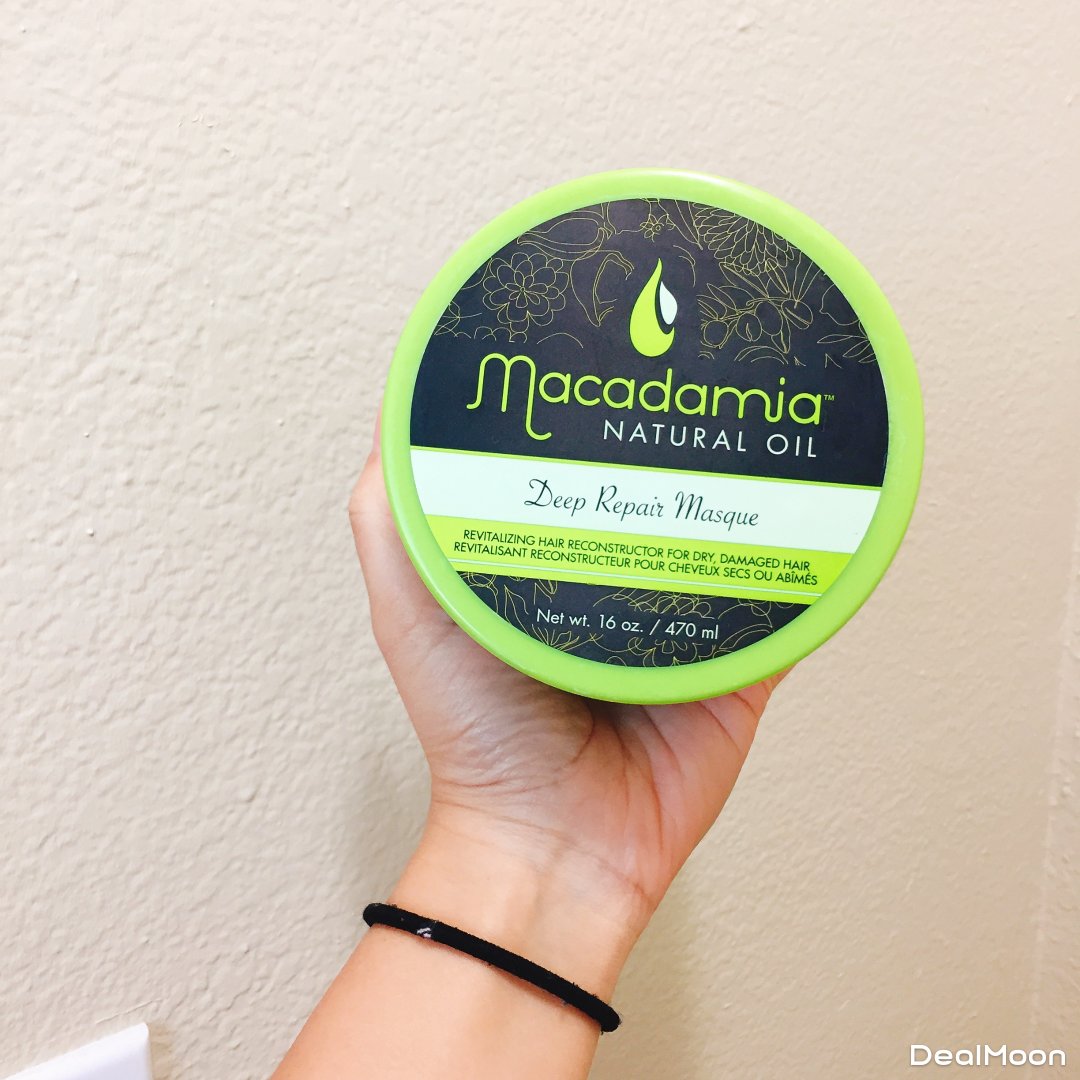 Macadamia™
NATURAL OIL
Deep Repair Masque
REVITALIZING HAIR RECONSTRUCTOR FOR DRY, DAMAGED HAIR
REVITALISANT RECONSTRUCTEUR POUR CHEVEUX SECS OU ABÎMÉS
Net wt. 16 oz. / 470 ml
DealMoon